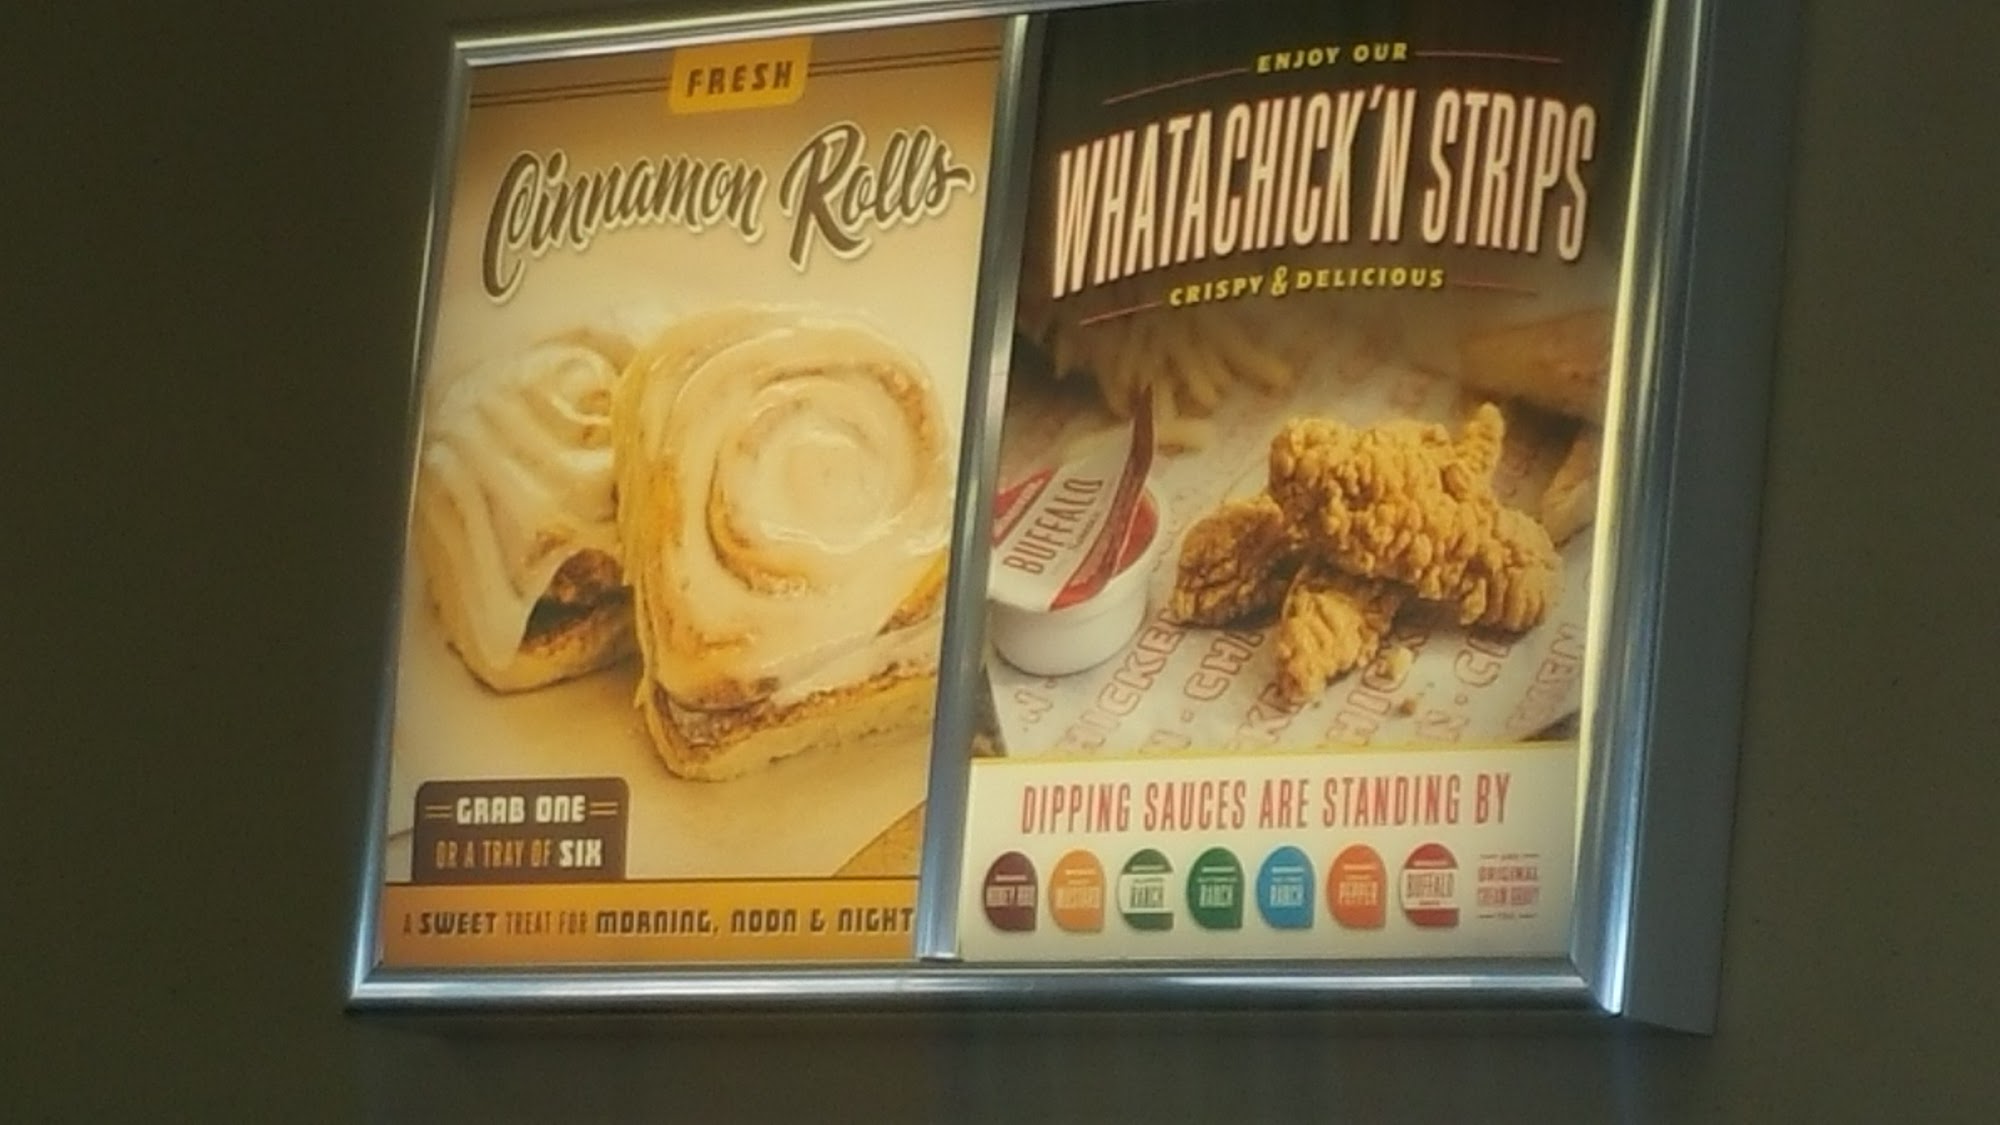 FRESH
Cinnamon Rolls
GRAB ONE
OR A TRAY OF SIX
A SWEET TREAT FOR MORNING, NOON & NIGHT
ENJOY OUR
WHATACHICK'N STRIPS
CRISPY & DELICIOUS
BUFFALO
CHICKEN
DIPPING SAUCES ARE STANDING BY
HONEY BBQ
MUSTARD
RANCH
RANCH
RANCH
PEPPER
BUFFALO
ORIGINAL
CREAM GRAVY